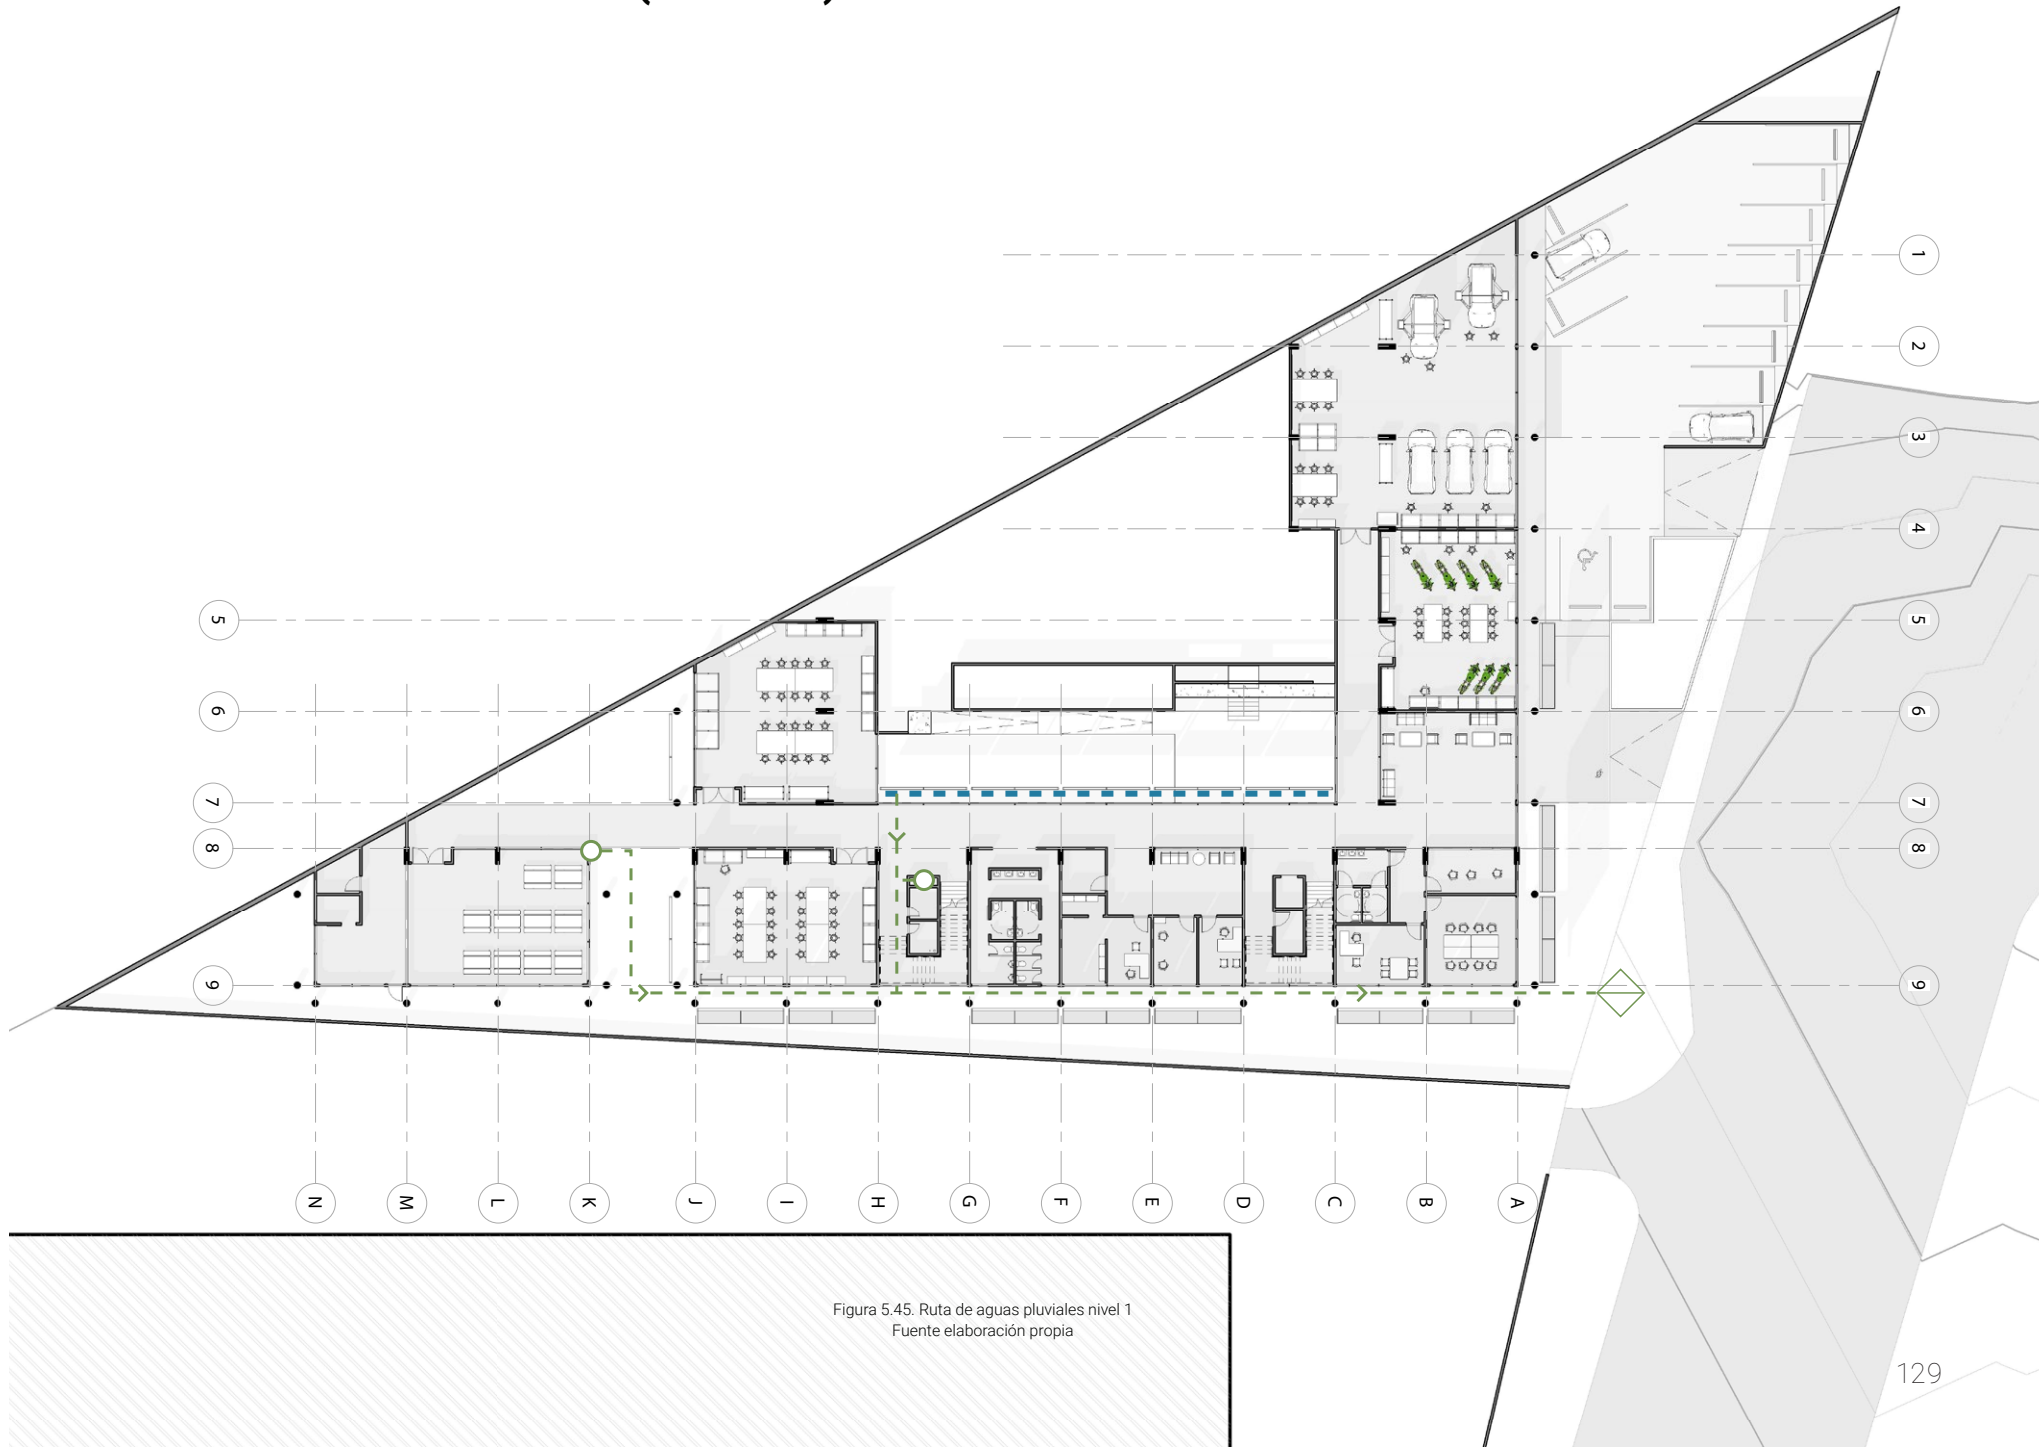 1
2
3
4
5
5
6
6
7
7
8
8
9
9
N
M
L
K
J
I
H
G
F
E
D
C
B
A
Figura 5.45. Ruta de aguas pluviales nivel 1
Fuente elaboración propia
129